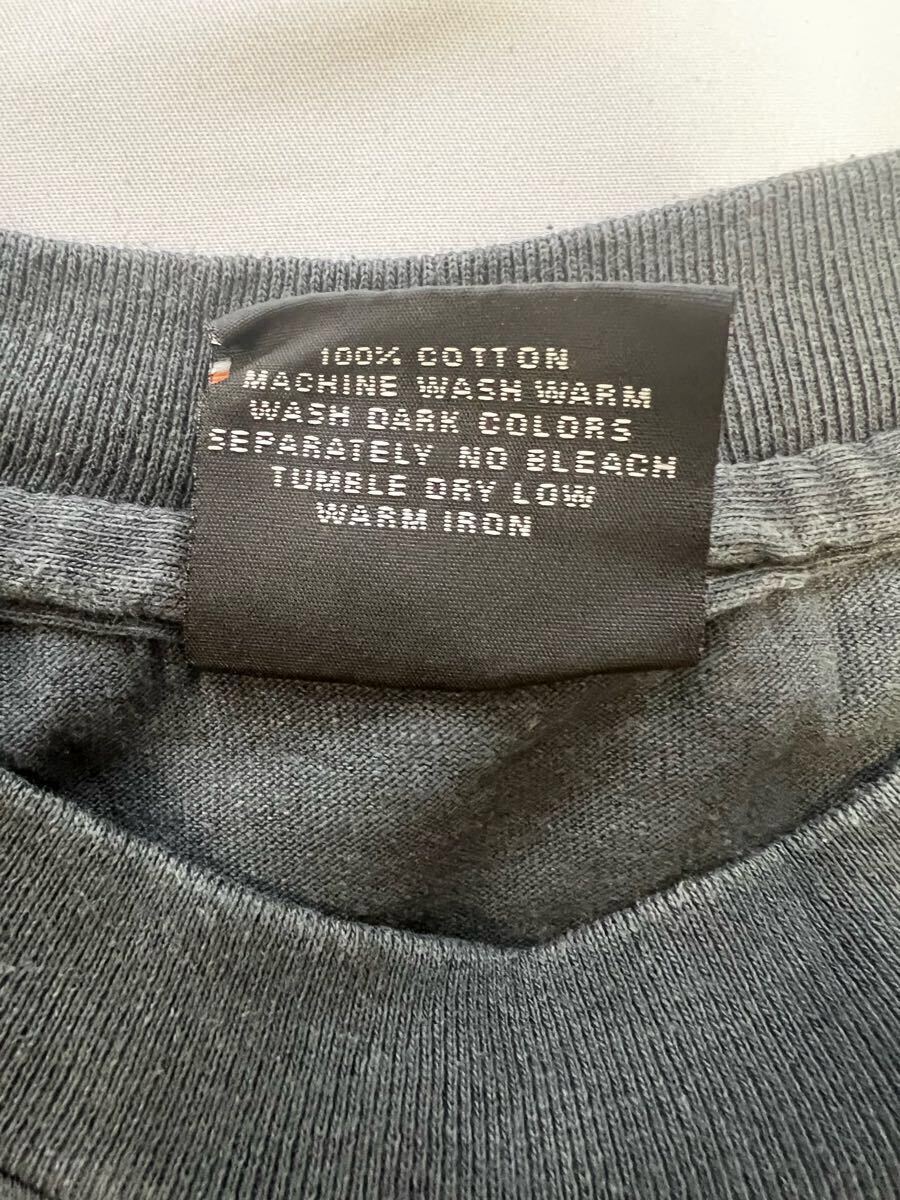 100% COTTON
MACHINE WASH WARM
WASH DARK COLORS
SEPARATELY NO BLEACH
TUMBLE DRY LOW
WARM IRON